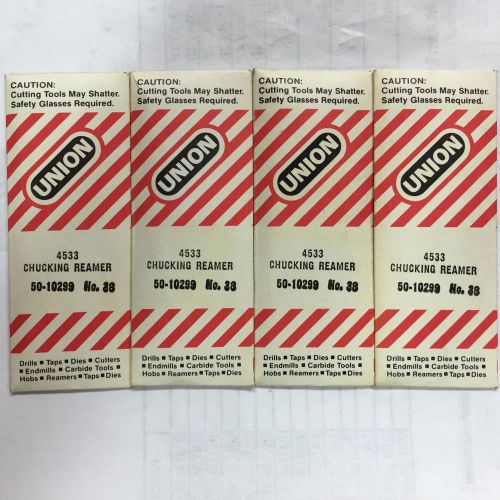 CAUTION:
Cutting Tools May Shatter.
Safety Glasses Required.
UNION
4533
CHUCKING REAMER
50-10299 No. 38
Drills ■ Taps ■ Dies ■ Cutters
■ Endmills ■ Carbide Tools ■
Hobs ■ Reamers ■ Taps ■ Dies
CAUTION:
Cutting Tools May Shatter.
Safety Glasses Required.
UNION
4533
CHUCKING REAMER
50-10299 No. 38
Drills ■ Taps ■ Dies ■ Cutters
■ Endmills ■ Carbide Tools ■
Hobs ■ Reamers ■ Taps ■ Dies
CAUTION:
Cutting Tools May Shatter.
Safety Glasses Required.
UNION
4533
CHUCKING REAMER
50-10299 No. 38
Drills ■ Taps ■ Dies ■ Cutters
■ Endmills ■ Carbide Tools ■
Hobs ■ Reamers ■ Taps ■ Dies
CAUTION:
Cutting Tools May Shatter.
Safety Glasses Required.
UNION
4533
CHUCKING REAMER
50-10299 No. 38
Drills ■ Taps ■ Dies ■ Cutters
■ Endmills ■ Carbide Tools ■
Hobs ■ Reamers ■ Taps ■ Dies